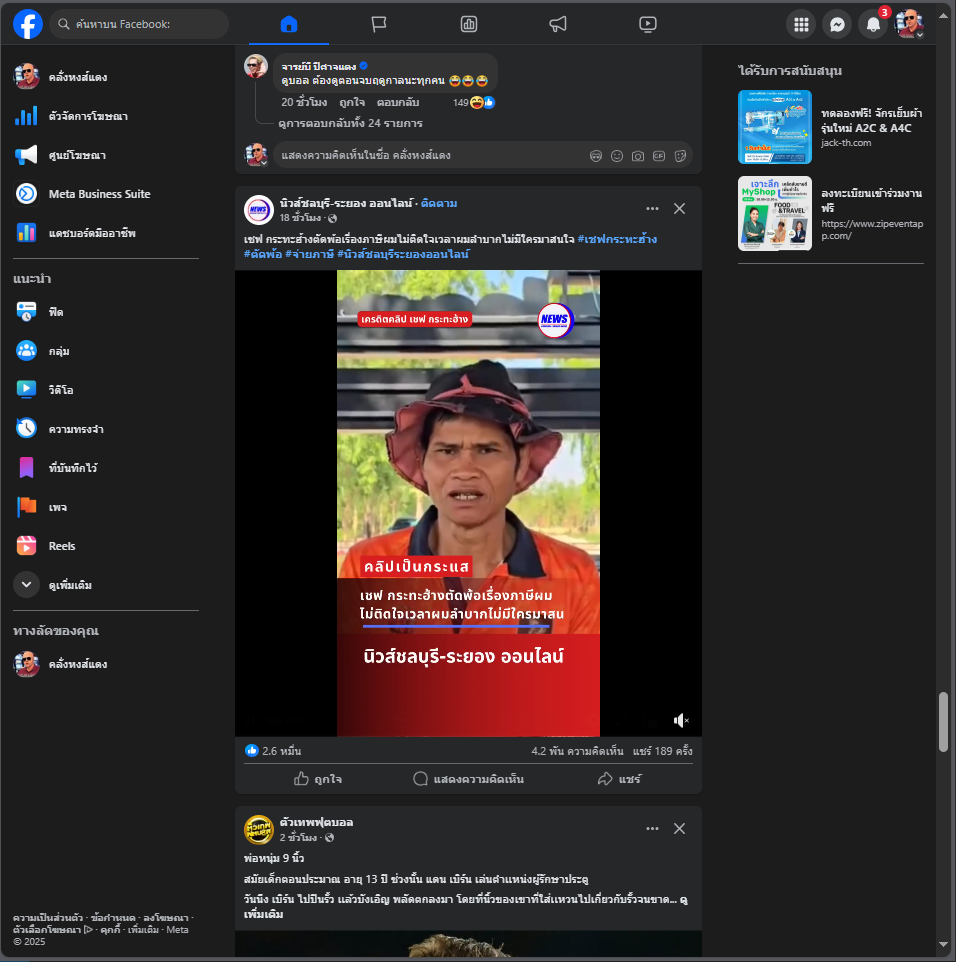 ค้นหาบน Facebook:
3
คลั่งหงส์แดง
ตัวจัดการโฆษณา
ศูนย์โฆษณา
Meta Business Suite
แดชบอร์ดมืออาชีพ
แนะนำ
ฟีด
กลุ่ม
วิดีโอ
ความทรงจำ
ที่บันทึกไว้
เพจ
Reels
ดูเพิ่มเติม
ทางลัดของคุณ
คลั่งหงส์แดง
ความเป็นส่วนตัว · ข้อกำหนด · ลงโฆษณา ·
ตัวเลือกโฆษณา · คุกกี้ · เพิ่มเติม · Meta
© 2025
จารย์บี ปีศาจแดง
ดูบอล ต้องดูตอนจบฤดูกาลนะทุกคน 😂😂😂
20 ชั่วโมง ถูกใจ ตอบกลับ 149
ดูการตอบกลับทั้ง 24 รายการ
แสดงความคิดเห็นในชื่อ คลั่งหงส์แดง
GIF
NEWS
นิวส์ชลบุรี-ระยอง ออนไลน์ · ติดตาม
18 ชั่วโมง ·
เชฟ กระทะฮ้างตัดพ้อเรื่องภาษีผมไม่ติดใจเวลาผมลำบากไม่มีใครมาสนใจ #เชฟกระทะฮ้าง
#ตัดพ้อ #จ่ายภาษี #นิวส์ชลบุรีระยองออนไลน์
เครดิตคลิป เชฟ กระทะฮ้าง
NEWS
คลิปเป็นกระแส
เชฟ กระทะฮ้างตัดพ้อเรื่องภาษีผม
ไม่ติดใจเวลาผมลำบากไม่มีใครมาสน
นิวส์ชลบุรี-ระยอง ออนไลน์
2.6 หมื่น
4.2 พัน ความคิดเห็น แชร์ 189 ครั้ง
ถูกใจ
แสดงความคิดเห็น
แชร์
ตัวเทพฟุตบอล
2 ชั่วโมง ·
พ่อหนุ่ม 9 นิ้ว
สมัยเด็กตอนประมาณ อายุ 13 ปี ช่วงนั้น แดน เบิร์น เล่นตำแหน่งผู้รักษาประตู
วันนึง เบิร์น ไปปีนรั้ว แล้วบังเอิญ พลัดตกลงมา โดยที่นิ้วของเขาที่ใส่แหวนไปเกี่ยวกับรั้วจนขาด... ดู
เพิ่มเติม
ได้รับการสนับสนุน
ทดลองฟรี! จักรเย็บผ้า
รุ่นใหม่ A2C & A4C
jack-th.com
เจาะลึก
MyShop
FOOD
&TRAVEL
ลงทะเบียนเข้าร่วมงาน
ฟรี
https://www.zipeventap
p.com/